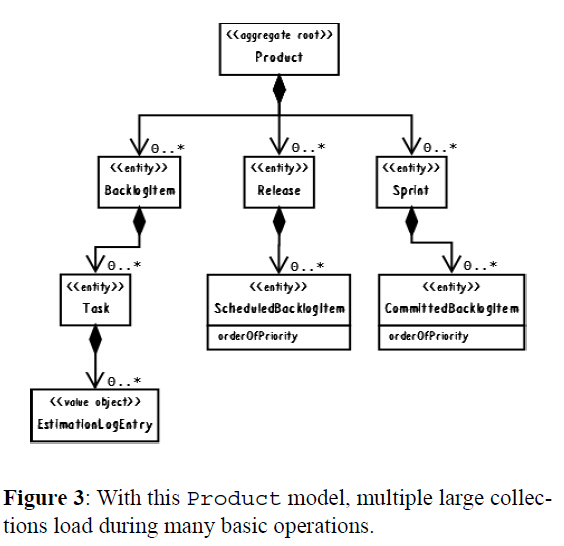 <<aggregate root>>
Product
0..* 0..* 0..*
<<entity>> <<entity>> <<entity>>
BacklogItem Release Sprint
0..* 0..* 0..*
<<entity>> <<entity>> <<entity>>
Task ScheduledBacklogItem CommittedBacklogItem
orderOfPriority orderOfPriority
0..*
<<value object>>
EstimationLogEntry
Figure 3: With this Product model, multiple large collec-
tions load during many basic operations.